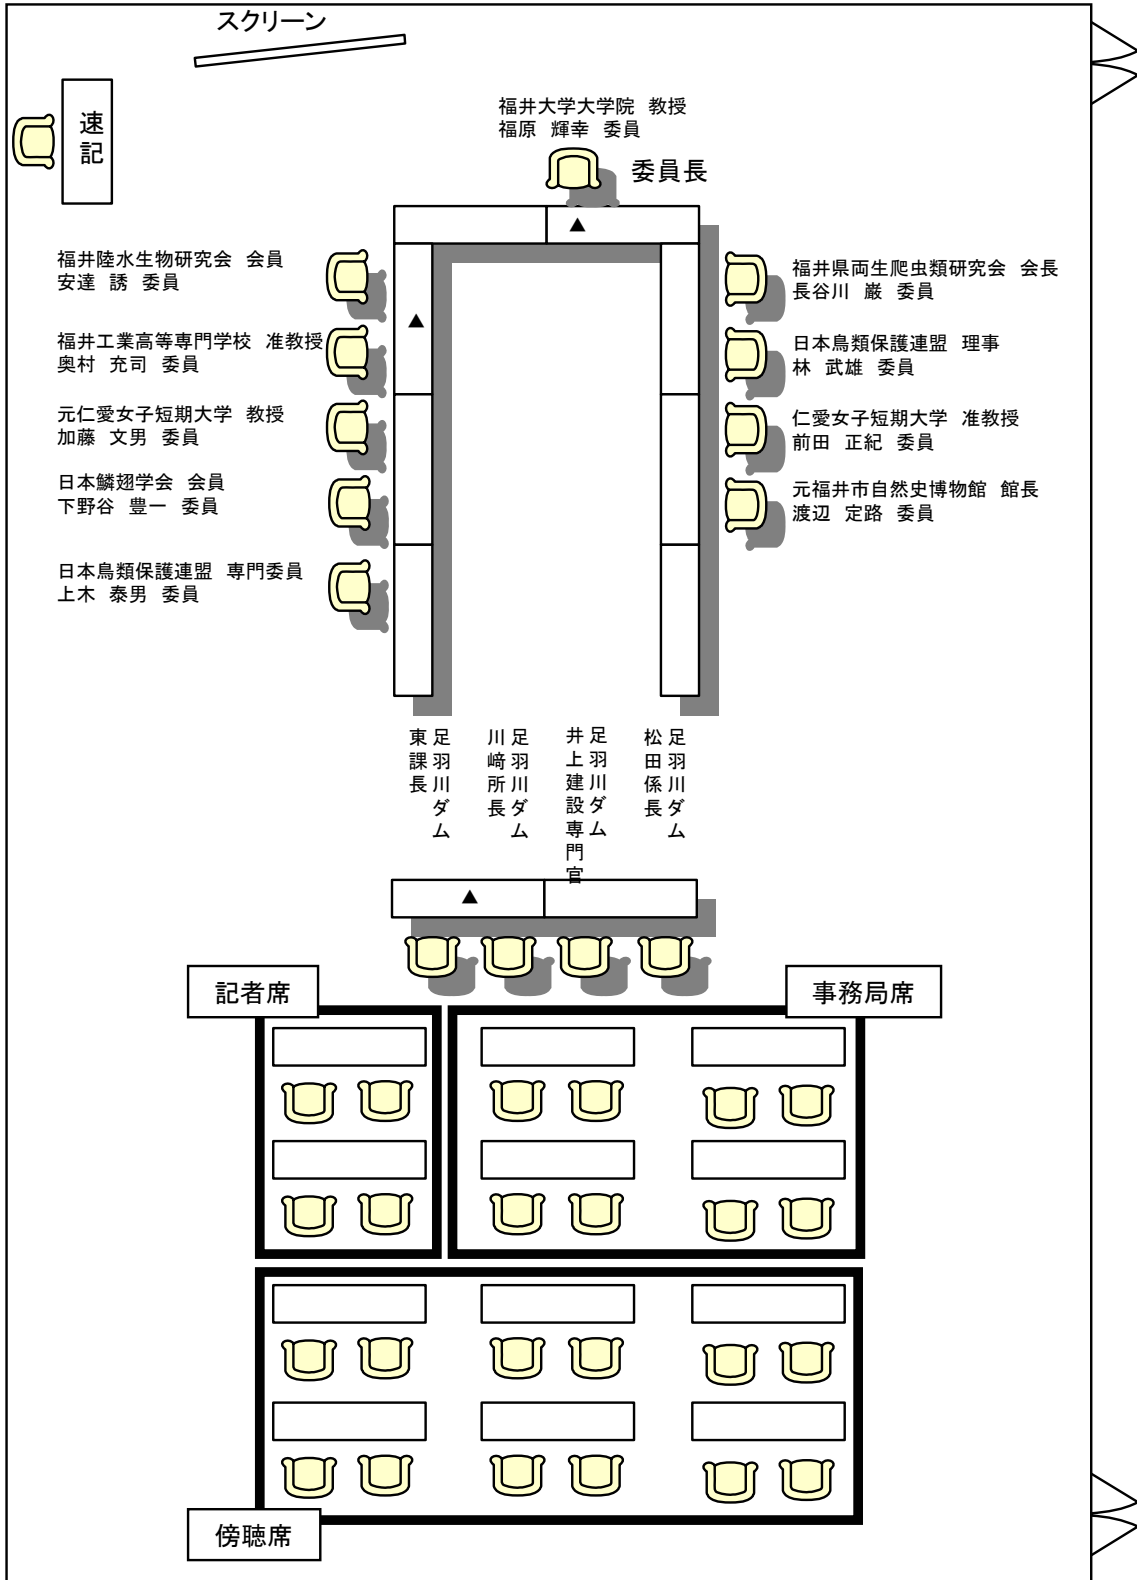 スクリーン
速記
福井大学大学院 教授
福原 輝幸 委員
委員長
▲
福井陸水生物研究会 会員
安達 誘 委員
福井工業高等専門学校 准教授
奥村 充司 委員
元仁愛女子短期大学 教授
加藤 文男 委員
日本鱗翅学会 会員
下野谷 豊一 委員
日本鳥類保護連盟 専門委員
上木 泰男 委員
▲
福井県両生爬虫類研究会 会長
長谷川 巌 委員
日本鳥類保護連盟 理事
林 武雄 委員
仁愛女子短期大学 准教授
前田 正紀 委員
元福井市自然史博物館 館長
渡辺 定路 委員
足羽川ダム
東課長
足羽川ダム
川﨑所長
足羽川ダム
井上建設専門官
足羽川ダム
松田係長
▲
記者席
事務局席
傍聴席